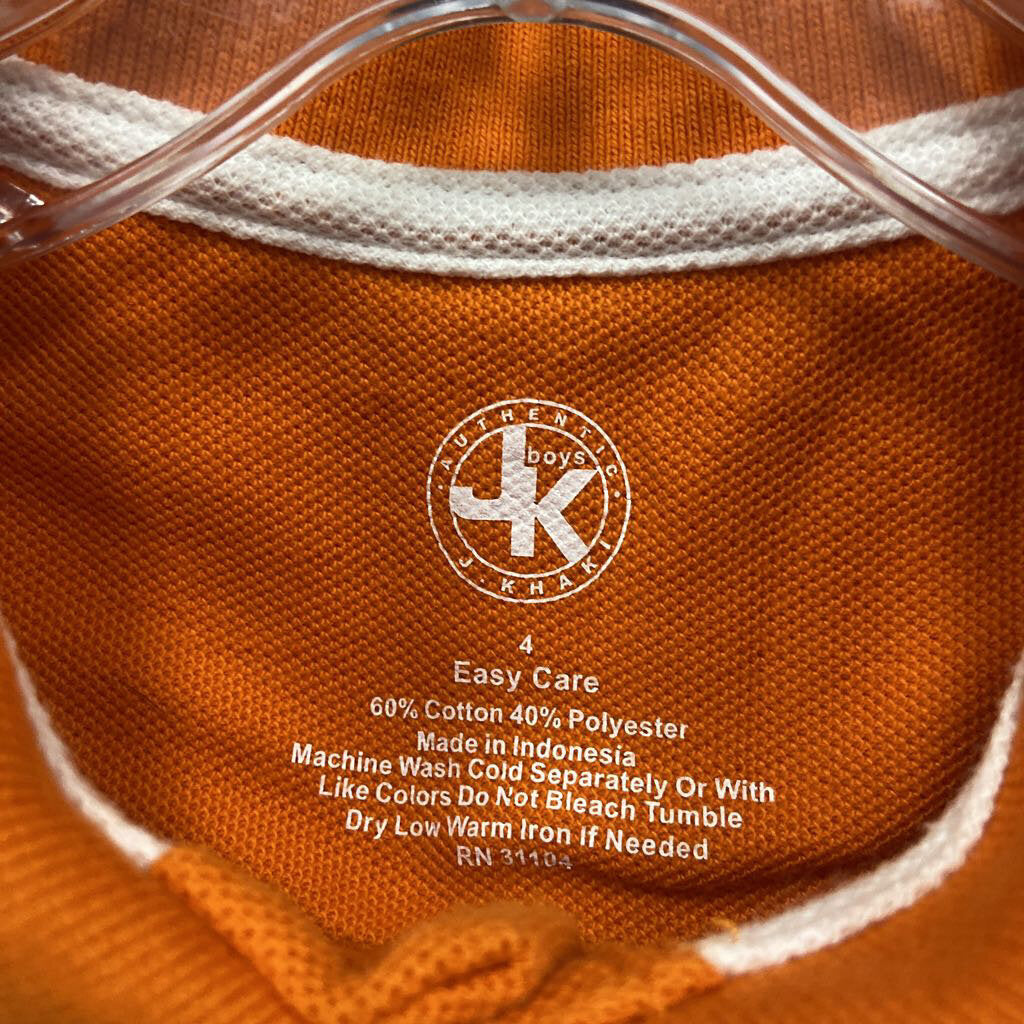 AUTHENTIC
boys
JK
J. KHAKI
4
Easy Care
60% Cotton 40% Polyester
Made in Indonesia
Machine Wash Cold Separately Or With
Like Colors Do Not Bleach Tumble
Dry Low Warm Iron If Needed
RN 31104